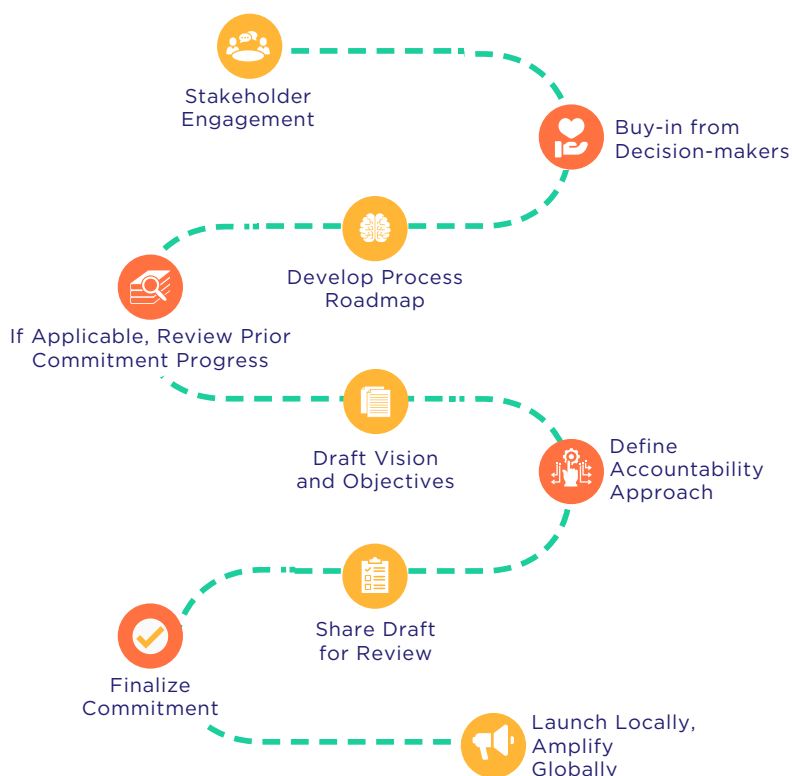 Stakeholder
Engagement
Buy-in from
Decision-makers
Develop Process
Roadmap
If Applicable, Review Prior
Commitment Progress
Draft Vision
and Objectives
Define
Accountability
Approach
Share Draft
for Review
Finalize
Commitment
Launch Locally,
Amplify
Globally